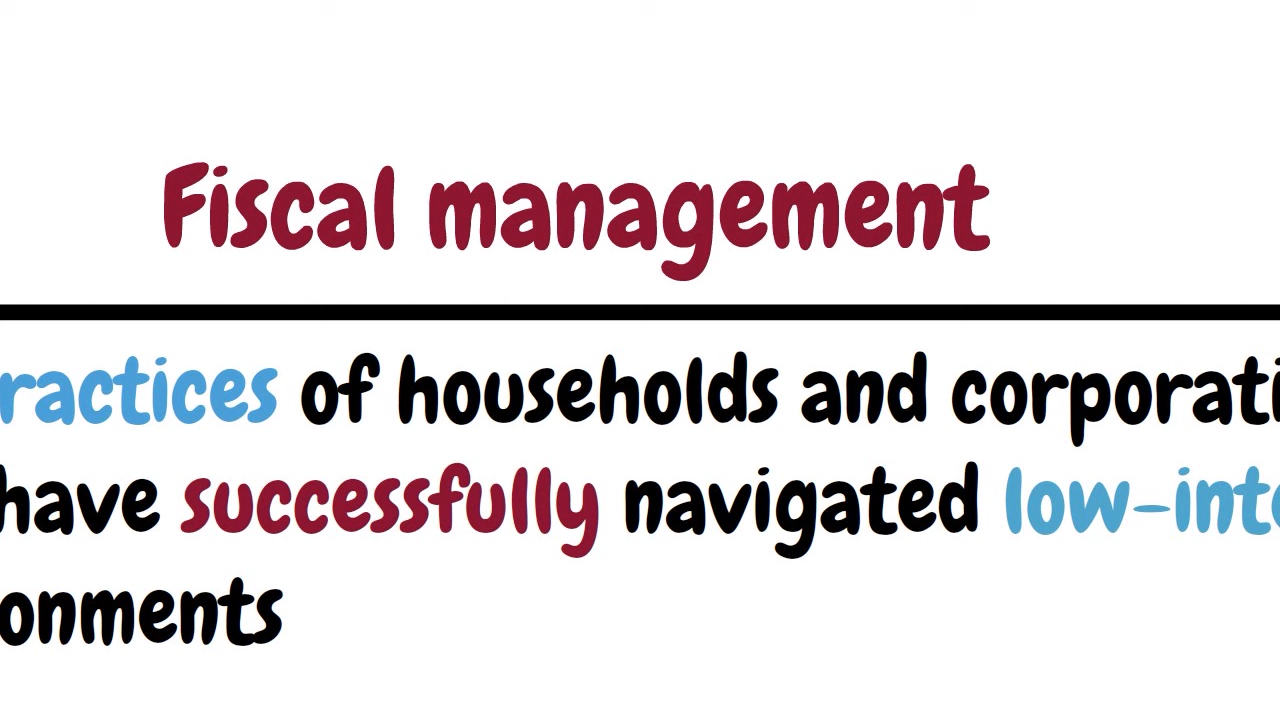 Fiscal management
ractices of households and corporati
have successfully navigated low-inte
onments